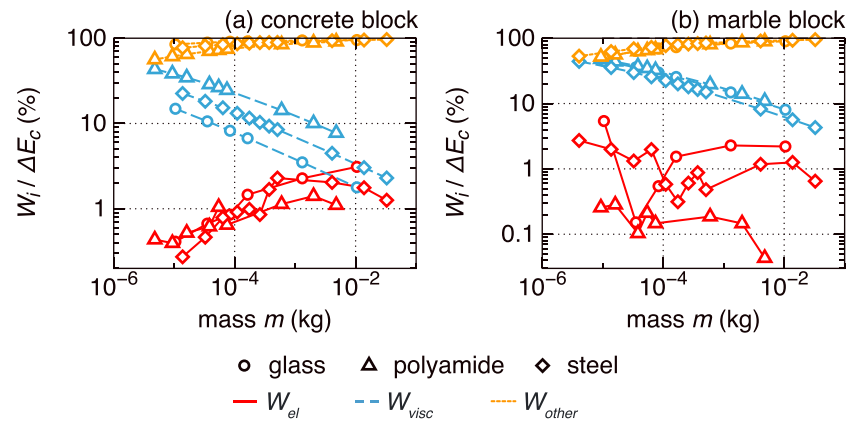 (a) concrete block
(b) marble block
W_i / ΔE_c (%)
100
10
1
10⁻⁶
10⁻⁴
10⁻²
mass m (kg)
W_i / ΔE_c (%)
100
10
1
0.1
10⁻⁶
10⁻⁴
10⁻²
mass m (kg)
glass polyamide steel
W_el W_visc W_other